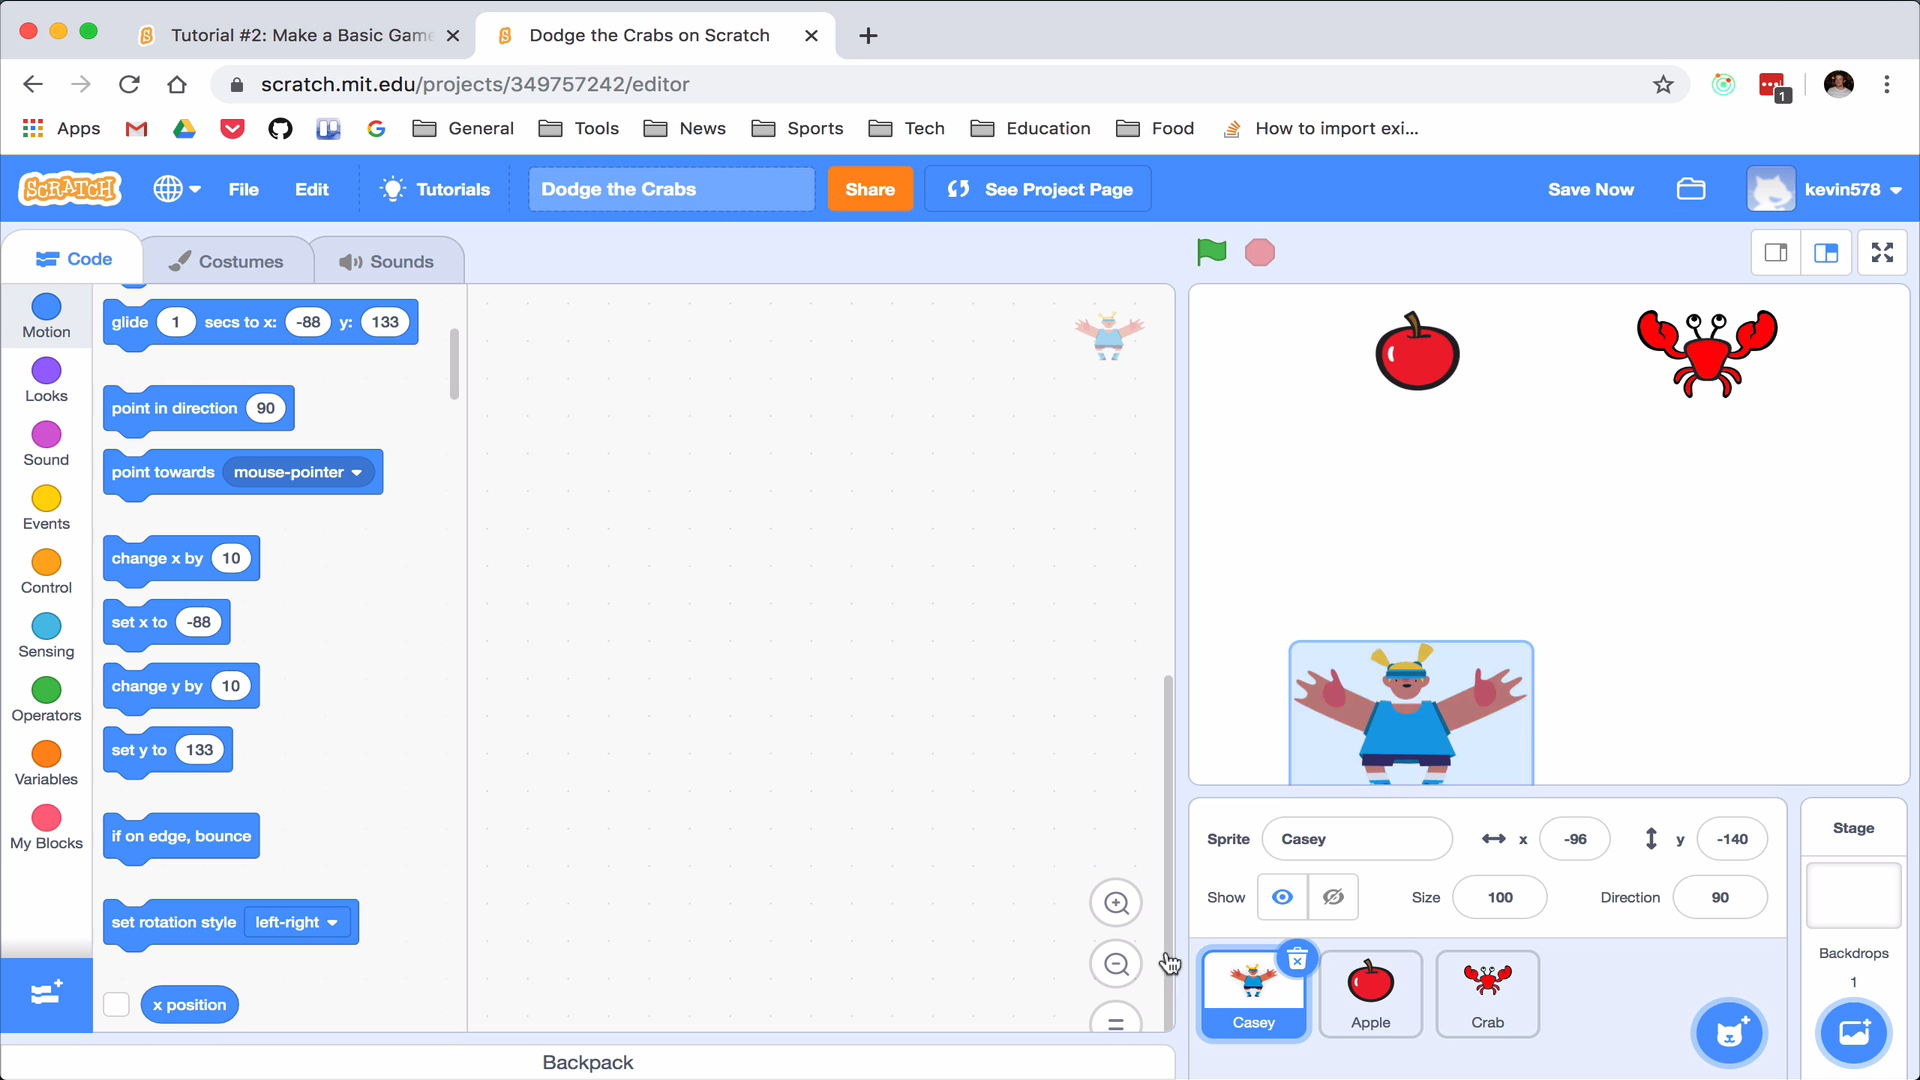 Tutorial #2: Make a Basic Game
Dodge the Crabs on Scratch
scratch.mit.edu/projects/349757242/editor
1
Apps
General
Tools
News
Sports
Tech
Education
Food
How to import exi...
SCRATCH
File
Edit
Tutorials
Dodge the Crabs
Share
See Project Page
Save Now
kevin578
Code
Costumes
Sounds
Motion
Looks
Sound
Events
Control
Sensing
Operators
Variables
My Blocks
glide 1 secs to x: -88 y: 133
point in direction 90
point towards mouse-pointer
change x by 10
set x to -88
change y by 10
set y to 133
if on edge, bounce
set rotation style left-right
x position
Backpack
Sprite Casey x -96 y -140
Show Size 100 Direction 90
Casey
Apple
Crab
Stage
Backdrops
1